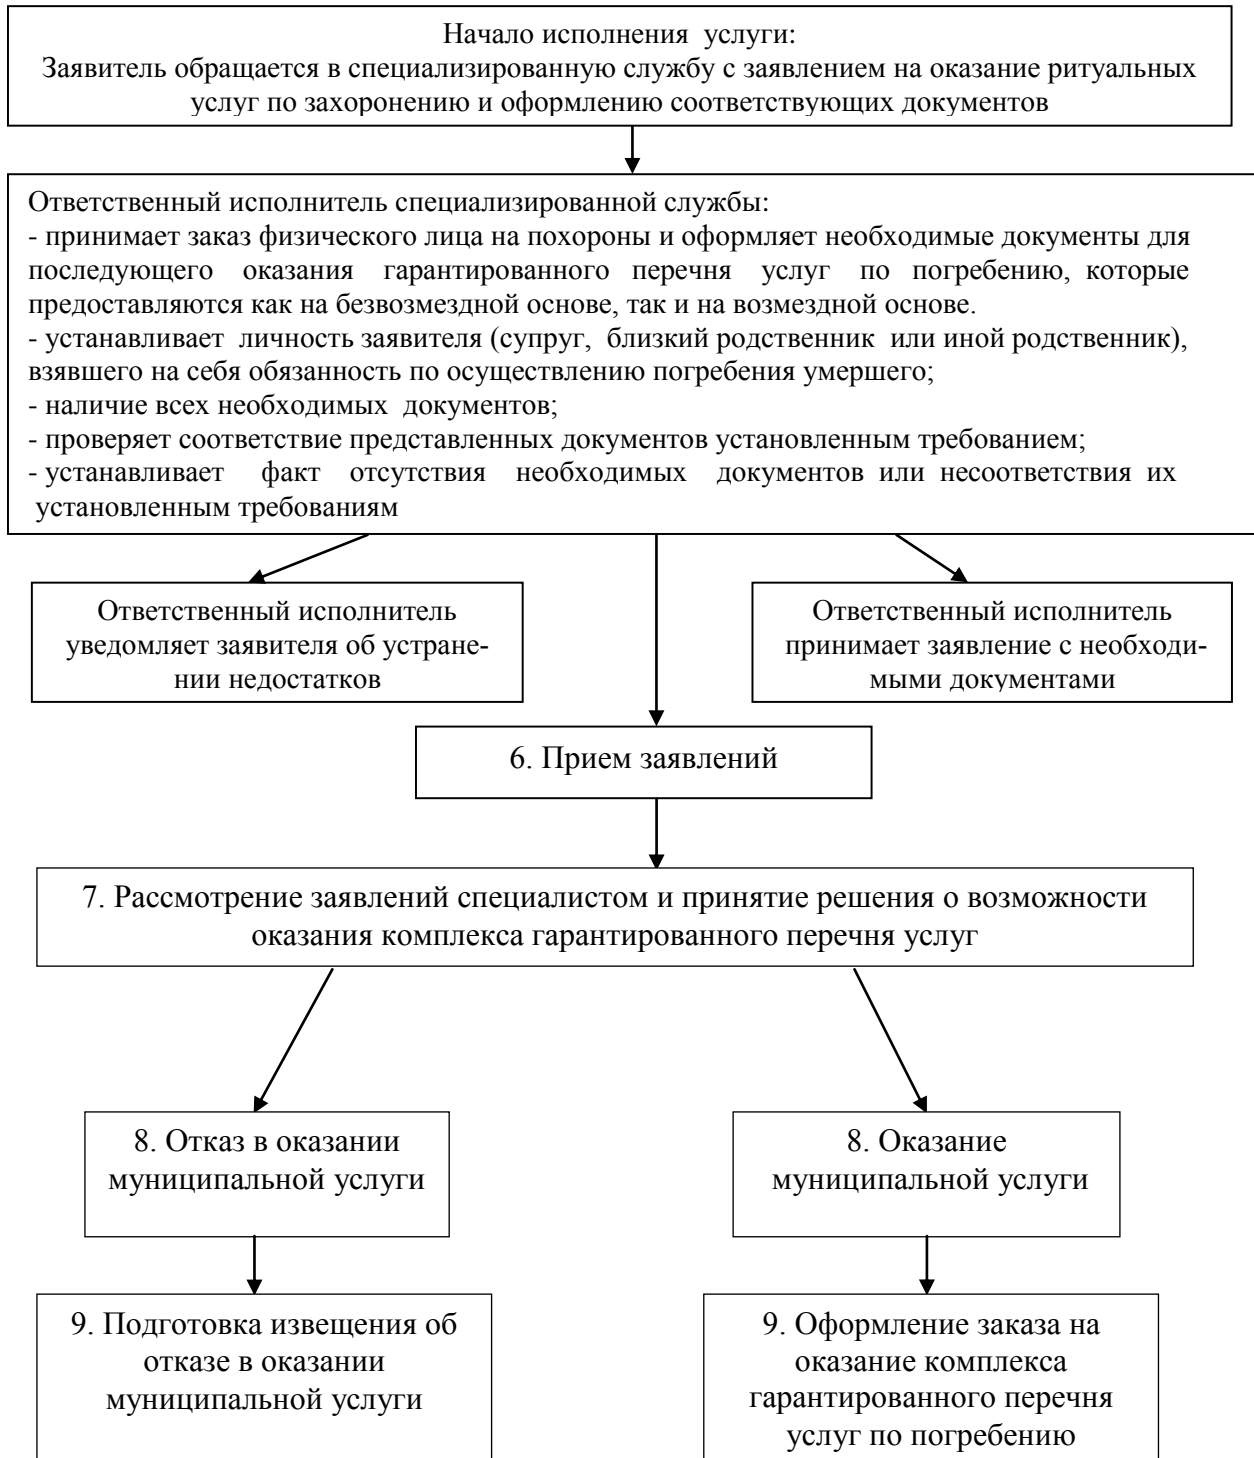 Начало исполнения услуги:
Заявитель обращается в специализированную службу с заявлением на оказание ритуальных
услуг по захоронению и оформлению соответствующих документов
Ответственный исполнитель специализированной службы:
- принимает заказ физического лица на похороны и оформляет необходимые документы для
последующего оказания гарантированного перечня услуг по погребению, которые
предоставляются как на безвозмездной основе, так и на возмездной основе.
- устанавливает личность заявителя (супруг, близкий родственник или иной родственник),
взявшего на себя обязанность по осуществлению погребения умершего;
- наличие всех необходимых документов;
- проверяет соответствие представленных документов установленным требованием;
- устанавливает факт отсутствия необходимых документов или несоответствия их
установленным требованиям
Ответственный исполнитель
уведомляет заявителя об устране-
нии недостатков
Ответственный исполнитель
принимает заявление с необходи-
мыми документами
6. Прием заявлений
7. Рассмотрение заявлений специалистом и принятие решения о возможности
оказания комплекса гарантированного перечня услуг
8. Отказ в оказании
муниципальной услуги
8. Оказание
муниципальной услуги
9. Подготовка извещения об
отказе в оказании
муниципальной услуги
9. Оформление заказа на
оказание комплекса
гарантированного перечня
услуг по погребению